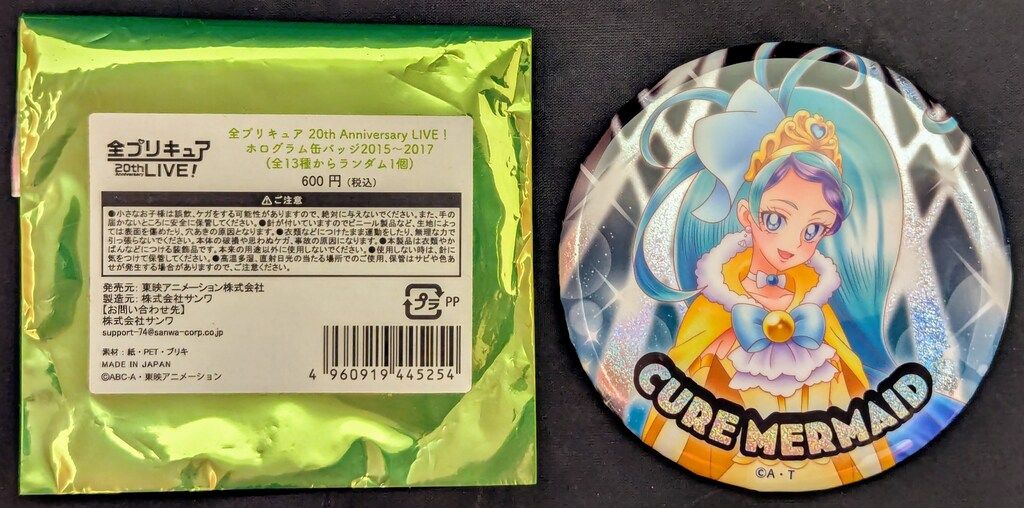 全プリキュア
20th Anniversary LIVE!
全プリキュア 20th Anniversary LIVE!
ホログラム缶バッジ2015～2017
(全13種からランダム1個)
600 円 (税込)
⚠ご注意
●小さなお子様は誤飲、ケガをする可能性がありますので、絶対に与えないでください。また、手の
届かないところに安全に保管してください。●針が付いていますのでビニール製品など、生地によっ
ては表面を傷めたり、穴あきの原因となります。●衣類などにつけたまま運動をしたり、無理な力で
引っ張らないでください。本体の破損や思わぬケガ、事故の原因になります。●本製品は衣類やか
ばんなどにつける装飾品です。本来の用途以外に使用しないでください。●使用しない時は、針に
気をつけて保管してください。●高温多湿、直射日光の当たる場所でのご使用、保管はサビや色あ
せが発生する場合がありますので、ご注意ください。
発売元: 東映アニメーション株式会社
製造元: 株式会社サンワ
【お問い合わせ先】
株式会社サンワ
support-74@sanwa-corp.co.jp
プラ PP
素材:紙・PET・ブリキ
MADE IN JAPAN
©ABC-A・東映アニメーション
4 960919 445254
CURE MERMAID
©A・T